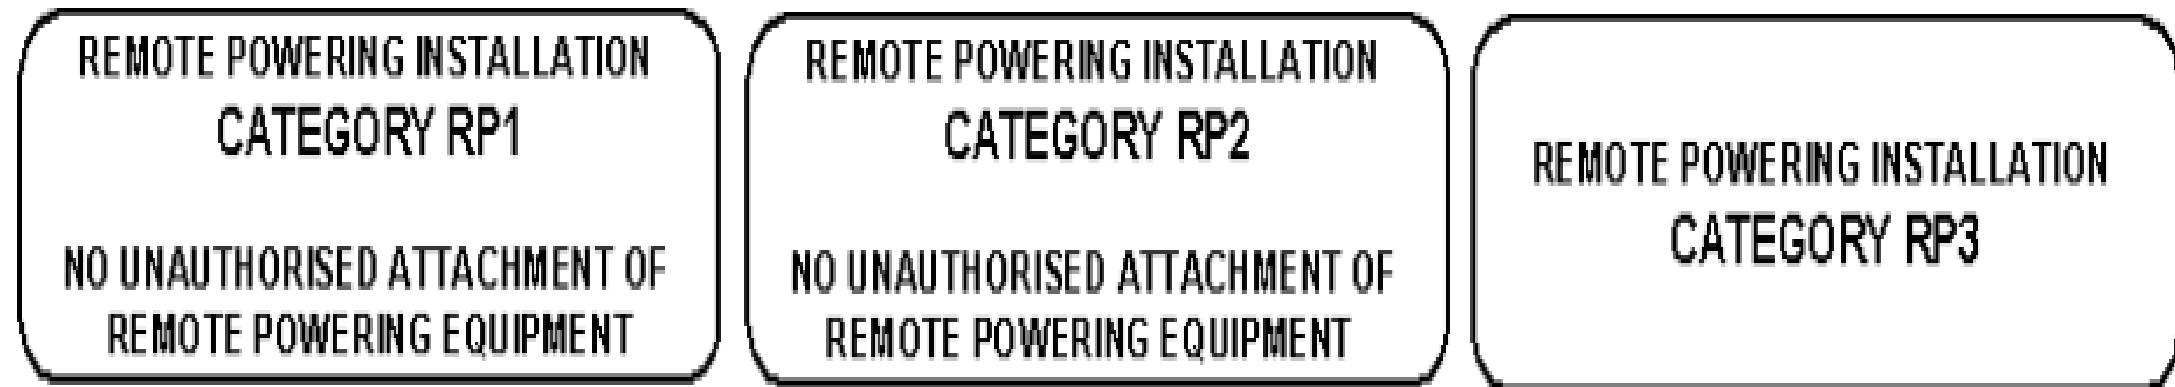 REMOTE POWERING INSTALLATION
CATEGORY RP1
NO UNAUTHORISED ATTACHMENT OF
REMOTE POWERING EQUIPMENT
REMOTE POWERING INSTALLATION
CATEGORY RP2
NO UNAUTHORISED ATTACHMENT OF
REMOTE POWERING EQUIPMENT
REMOTE POWERING INSTALLATION
CATEGORY RP3